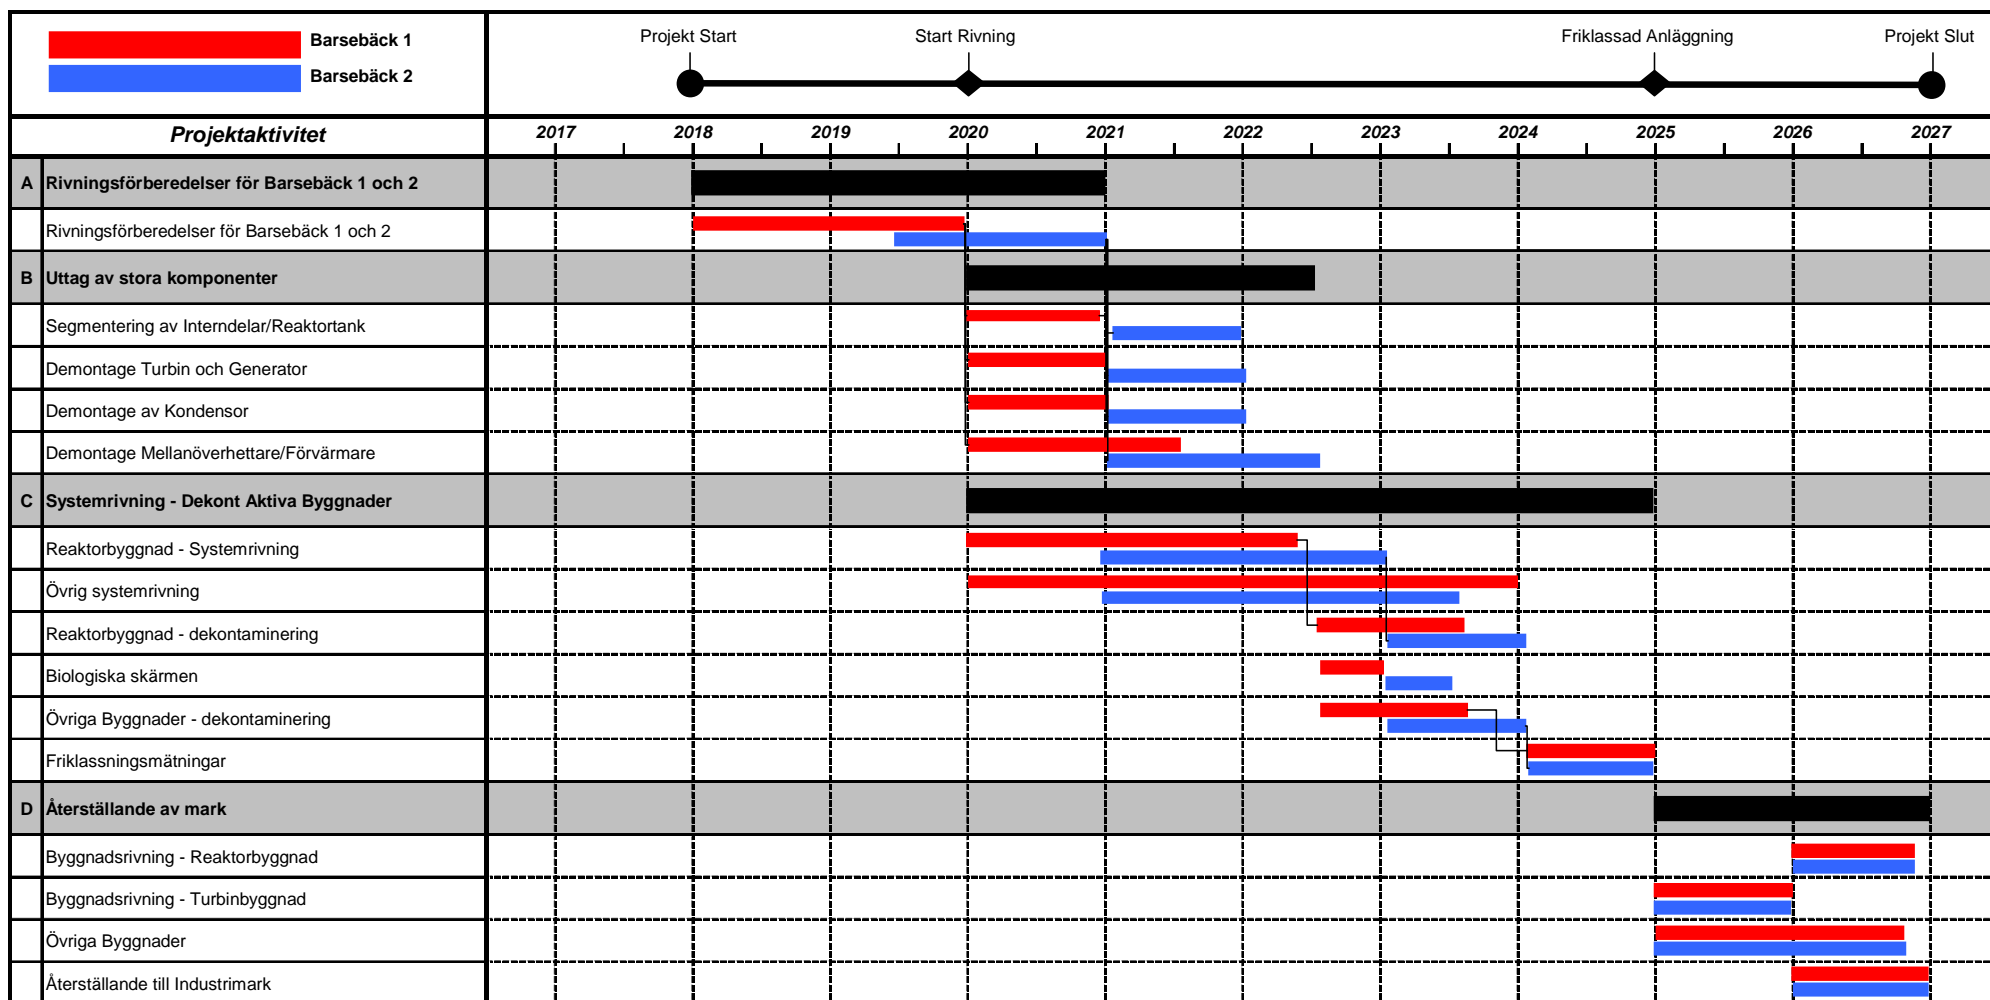 Barsebäck 1
Barsebäck 2
Projekt Start
Start Rivning
Friklassad Anläggning
Projekt Slut
Projektaktivitet
2017 2018 2019 2020 2021 2022 2023 2024 2025 2026 2027
A Rivningsförberedelser för Barsebäck 1 och 2
Rivningsförberedelser för Barsebäck 1 och 2
B Uttag av stora komponenter
Segmentering av Interndelar/Reaktortank
Demontage Turbin och Generator
Demontage av Kondensor
Demontage Mellanöverhettare/Förvärmare
C Systemrivning - Dekont Aktiva Byggnader
Reaktorbyggnad - Systemrivning
Övrig systemrivning
Reaktorbyggnad - dekontaminering
Biologiska skärmen
Övriga Byggnader - dekontaminering
Friklassningsmätningar
D Återställande av mark
Byggnadsrivning - Reaktorbyggnad
Byggnadsrivning - Turbinbyggnad
Övriga Byggnader
Återställande till Industrimark